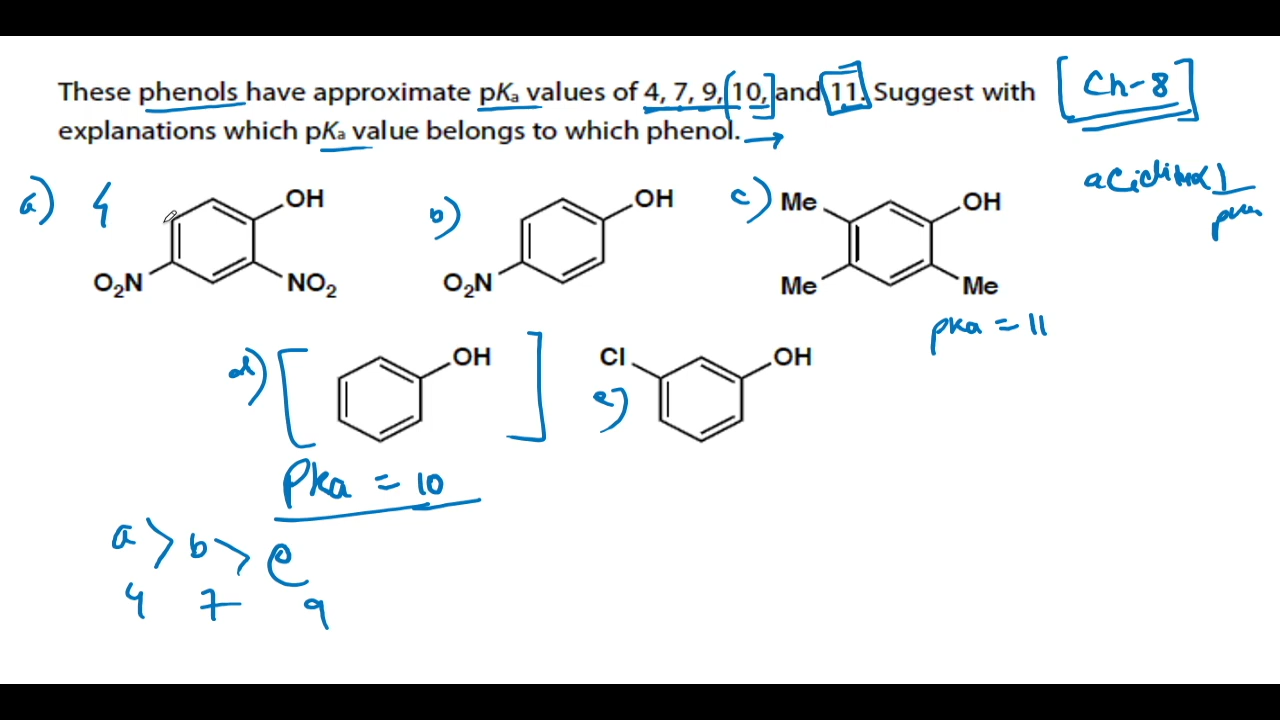 These phenols have approximate pKa values of 4, 7, 9, 10, and 11. Suggest with
explanations which pKa value belongs to which phenol.
[Ch-8]
a) 4
OH
O₂N
NO₂
b)
OH
O₂N
c)
Me
OH
Me
Me
pka = 11
1
d)
OH
Pka = 10
e)
Cl
OH
a > b > e
4 7 9